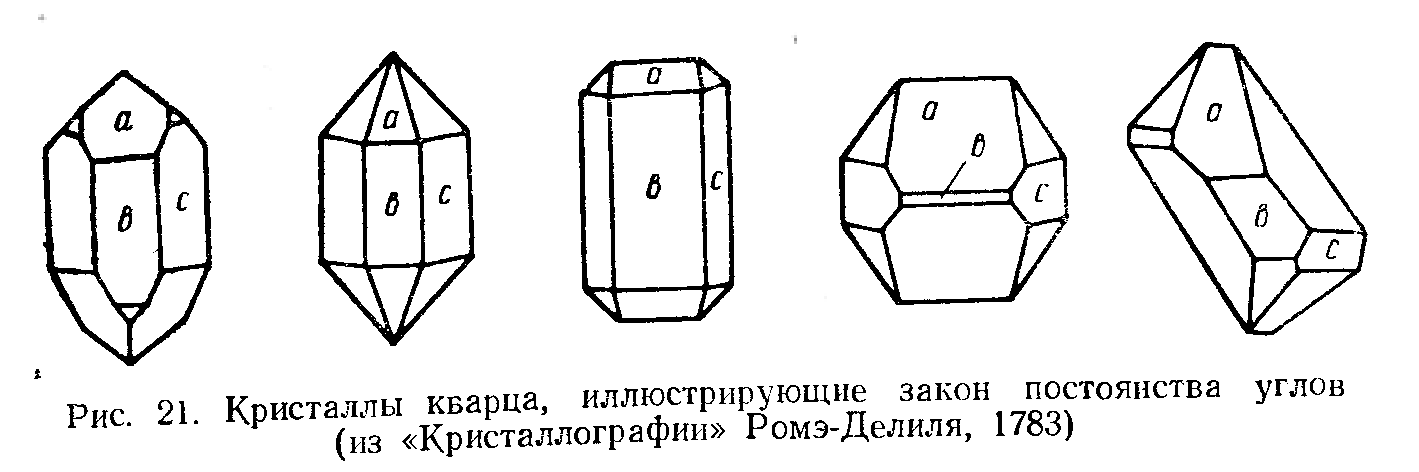 а а а а а
в в в в в
с с с с с
Рис. 21. Кристаллы кварца, иллюстрирующие закон постоянства углов
(из «Кристаллографии» Ромэ-Делиля, 1783)